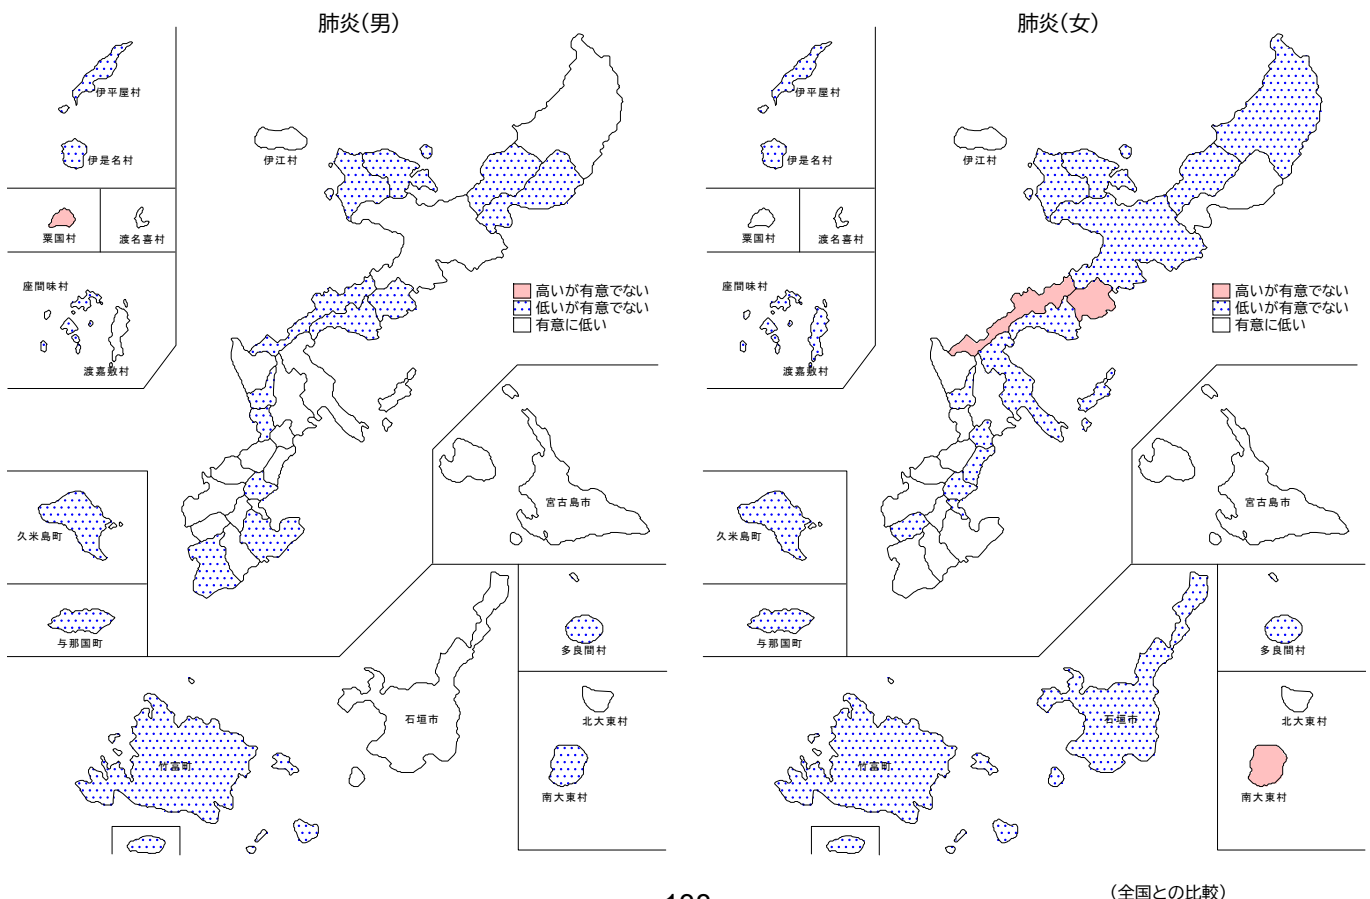 肺炎(男)
伊平屋村
伊是名村
伊江村
粟国村
渡名喜村
座間味村
渡嘉敷村
高いが有意でない
低いが有意でない
有意に低い
久米島町
宮古島市
与那国町
多良間村
石垣市
北大東村
竹富町
南大東村
肺炎(女)
伊平屋村
伊是名村
伊江村
粟国村
渡名喜村
座間味村
渡嘉敷村
高いが有意でない
低いが有意でない
有意に低い
久米島町
宮古島市
与那国町
多良間村
石垣市
北大東村
竹富町
南大東村
(全国との比較)